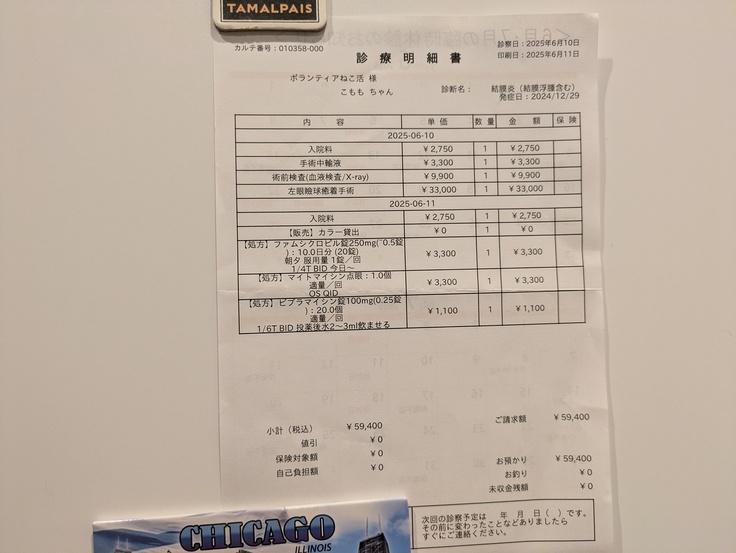 TAMALPAIS
カルテ番号：010358-000
診察日：2025年6月10日
印刷日：2025年6月11日
診療明細書
ボランティアねこ活 様
こもも ちゃん
診断名： 結膜炎（結膜浮腫含む）
発症日：2024/12/29
内容 単価 数量 金額 保険
2025-06-10
入院料 ￥2,750 1 ￥2,750
手術中輸液 ￥3,300 1 ￥3,300
術前検査(血液検査/X-ray) ￥9,900 1 ￥9,900
左眼瞼球癒着手術 ￥33,000 1 ￥33,000
2025-06-11
入院料 ￥2,750 1 ￥2,750
【販売】カラー貸出 ￥0 1 ￥0
【処方】ファムシクロビル錠250mg(~0.5錠
)：10.0日分 (20錠)
朝夕 服用量 1錠／回
1/4T BID 今日～
￥3,300 1 ￥3,300
【処方】マイトマイシン点眼：1.0個
適量／回
OS QID
￥3,300 1 ￥3,300
【処方】ビブラマイシン錠100mg(0.25錠
)：20.0個
適量／回
1/6T BID 投薬後水2～3ml飲ませる
￥1,100 1 ￥1,100
小計（税込） ￥59,400
値引 ￥0
保険対象額 ￥0
自己負担額 ￥0
ご請求額 ￥59,400
お預かり ￥59,400
お釣り ￥0
未収金残額 ￥0
次回の診察予定は 年 月 日（ ）です。
その前に変わったことなどありましたら
すぐにご連絡ください。
CHICAGO
ILLINOIS